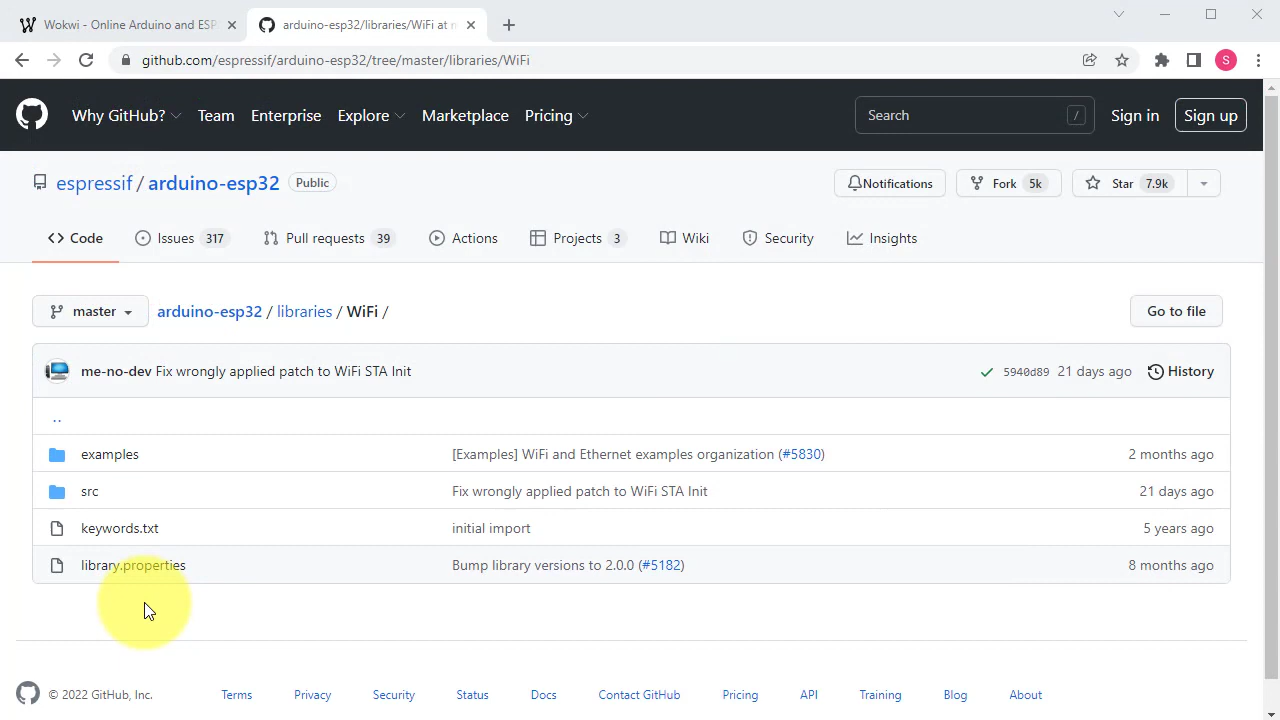 Wokwi - Online Arduino and ESP
arduino-esp32/libraries/WiFi at m
github.com/espressif/arduino-esp32/tree/master/libraries/WiFi
S
Why GitHub? Team Enterprise Explore Marketplace Pricing Search / Sign in Sign up
espressif / arduino-esp32 Public Notifications Fork 5k Star 7.9k
Code Issues 317 Pull requests 39 Actions Projects 3 Wiki Security Insights
master arduino-esp32 / libraries / WiFi / Go to file
me-no-dev Fix wrongly applied patch to WiFi STA Init 5940d89 21 days ago History
..
examples [Examples] WiFi and Ethernet examples organization (#5830) 2 months ago
src Fix wrongly applied patch to WiFi STA Init 21 days ago
keywords.txt initial import 5 years ago
library.properties Bump library versions to 2.0.0 (#5182) 8 months ago
© 2022 GitHub, Inc. Terms Privacy Security Status Docs Contact GitHub Pricing API Training Blog About